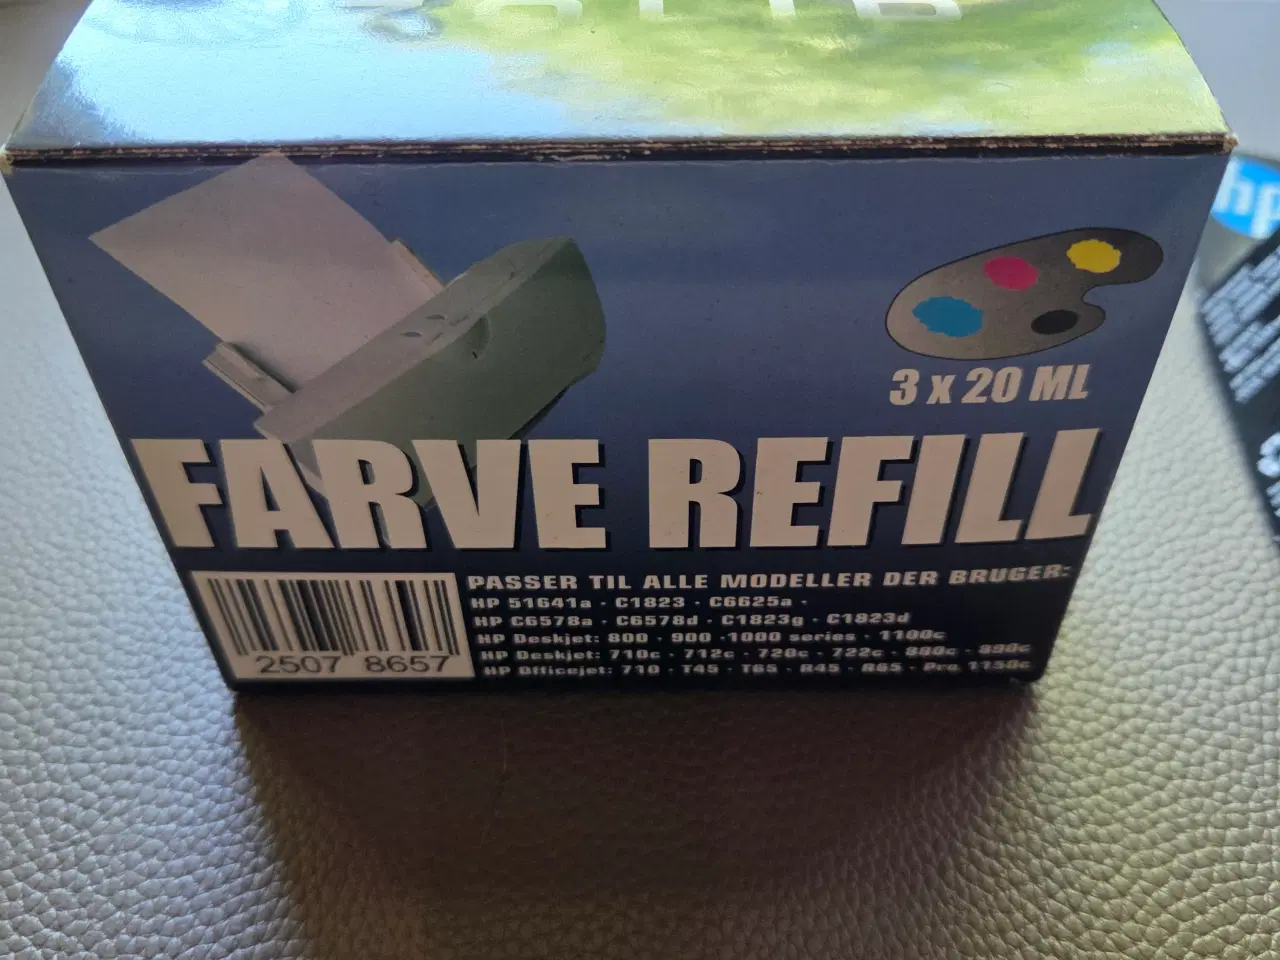 hp
3 x 20 ML
FARVE REFILL
PASSER TIL ALLE MODELLER DER BRUGER:
HP 51641a · C1823 · C6625a ·
HP C6578a · C6578d · C1823g · C1823d
HP Deskjet: 800 · 900 ·1000 series · 1100c
HP Deskjet: 710c · 712c · 720c · 722c · 880c · 890c
HP Officejet: 710 · T45 · T65 · R45 · R65 · Pro 1150c
2507 8657